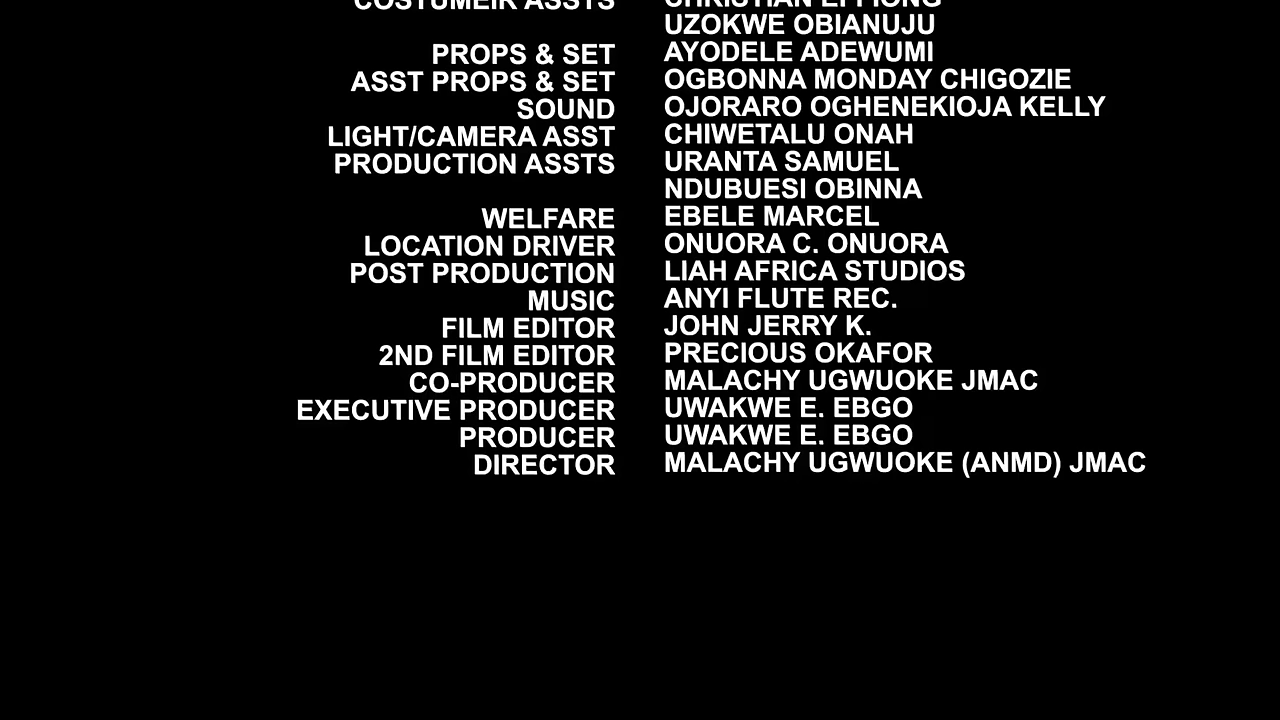 COSTUMEIR ASSTS CHRISTIAN EFFIONG
UZOKWE OBIANUJU
PROPS & SET AYODELE ADEWUMI
ASST PROPS & SET OGBONNA MONDAY CHIGOZIE
SOUND OJORARO OGHENEKIOJA KELLY
LIGHT/CAMERA ASST CHIWETALU ONAH
PRODUCTION ASSTS URANTA SAMUEL
NDUBUESI OBINNA
WELFARE EBELE MARCEL
LOCATION DRIVER ONUORA C. ONUORA
POST PRODUCTION LIAH AFRICA STUDIOS
MUSIC ANYI FLUTE REC.
FILM EDITOR JOHN JERRY K.
2ND FILM EDITOR PRECIOUS OKAFOR
CO-PRODUCER MALACHY UGWUOKE JMAC
EXECUTIVE PRODUCER UWAKWE E. EBGO
PRODUCER UWAKWE E. EBGO
DIRECTOR MALACHY UGWUOKE (ANMD) JMAC